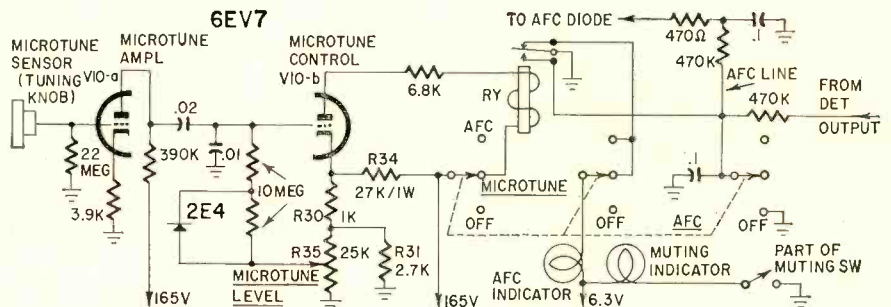 6EV7
MICROTUNE
SENSOR
(TUNING
KNOB)
MICROTUNE
AMPL
V10-a
MICROTUNE
CONTROL
V10-b
TO AFC DIODE
470Ω
.1
470K
AFC LINE
FROM
DET
OUTPUT
470K
6.8K
RY
AFC
.02
.01
22
MEG
390K
3.9K
10MEG
2E4
R34
27K/1W
R30
1K
R35
25K
R31
2.7K
MICROTUNE
LEVEL
MICROTUNE
OFF
OFF
.1
AFC
OFF
AFC
INDICATOR
MUTING
INDICATOR
PART OF
MUTING SW
165V
165V
6.3V